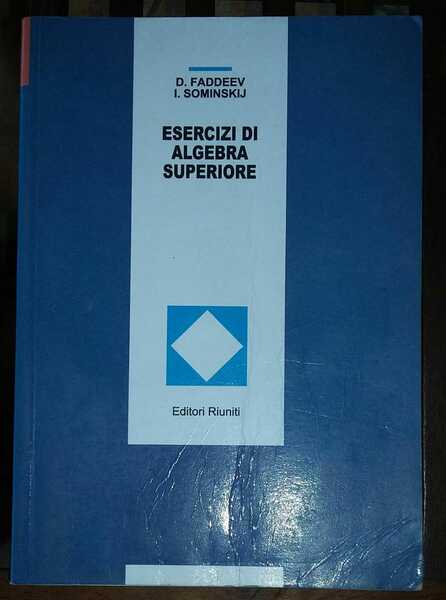 D. FADDEEV
I. SOMINSKIJ
ESERCIZI DI
ALGEBRA
SUPERIORE
Editori Riuniti